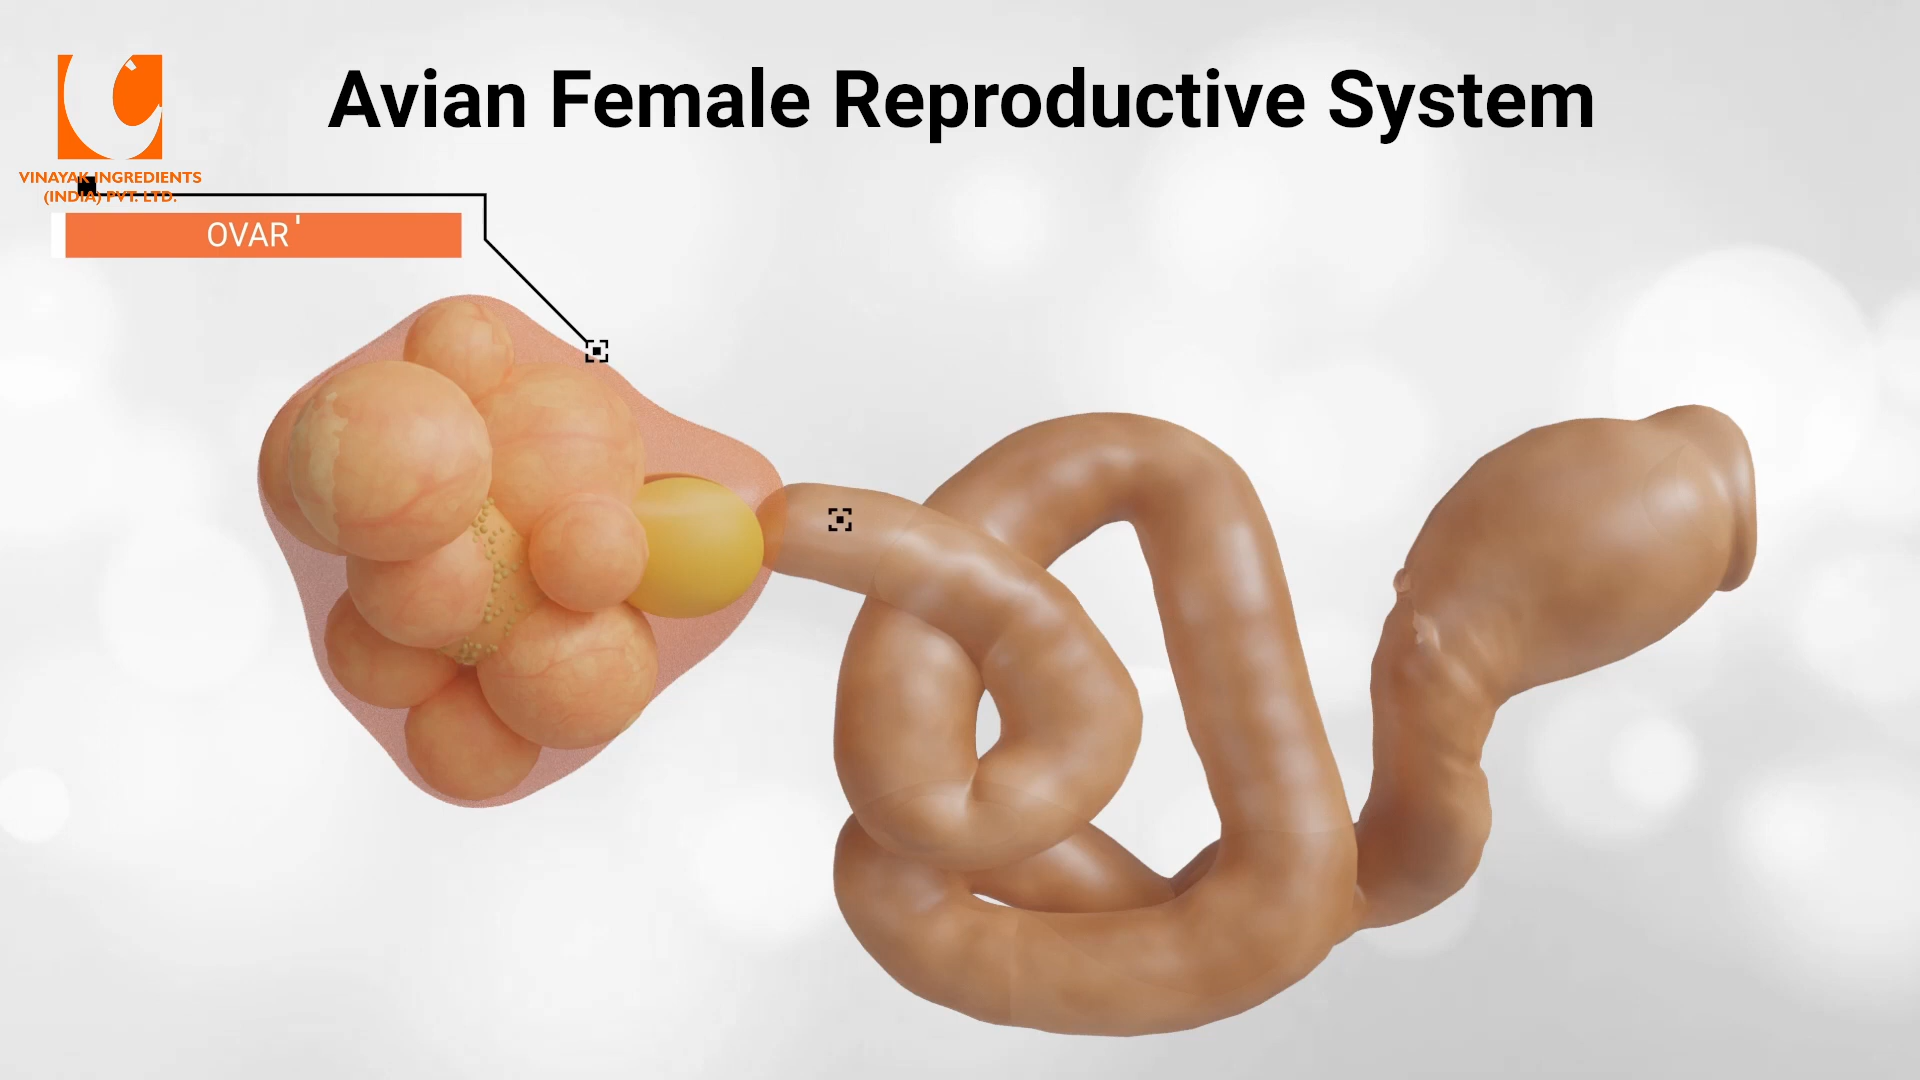 Avian Female Reproductive System
VINAYAK INGREDIENTS
(INDIA) PVT. LTD.
OVAR'